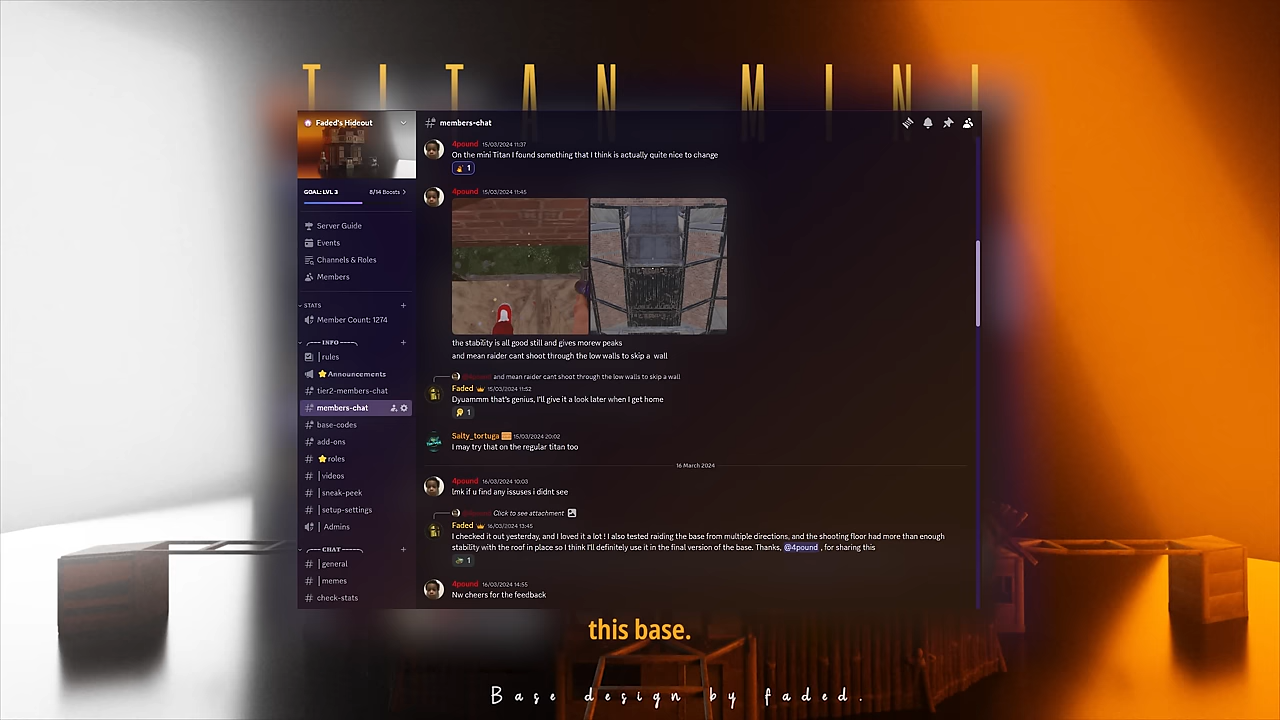 TITAN MINI
Faded's Hideout
GOAL: LVL 3
8/14 Boosts
Server Guide
Events
Channels & Roles
Members
STATS
Member Count: 1274
INFO
rules
Announcements
tier2-members-chat
members-chat
base-codes
add-ons
roles
videos
sneak-peek
setup-settings
Admins
CHAT
general
memes
check-stats
members-chat
4pound 15/03/2024 11:37
On the mini Titan I found something that I think is actually quite nice to change
1
4pound 15/03/2024 11:45
the stability is all good still and gives morew peaks
and mean raider cant shoot through the low walls to skip a wall
@4pound and mean raider cant shoot through the low walls to skip a wall
Faded 15/03/2024 11:52
Dyuammm that's genius, I'll give it a look later when I get home
1
Salty_tortuga 15/03/2024 20:02
I may try that on the regular titan too
16 March 2024
4pound 16/03/2024 10:03
lmk if u find any issuses i didnt see
@4pound Click to see attachment
Faded 16/03/2024 13:45
I checked it out yesterday, and I loved it a lot ! I also tested raiding the base from multiple directions, and the shooting floor had more than enough
stability with the roof in place so I think I'll definitely use it in the final version of the base. Thanks, @4pound , for sharing this
1
4pound 16/03/2024 14:55
Nw cheers for the feedback
this base.
Base design by faded.